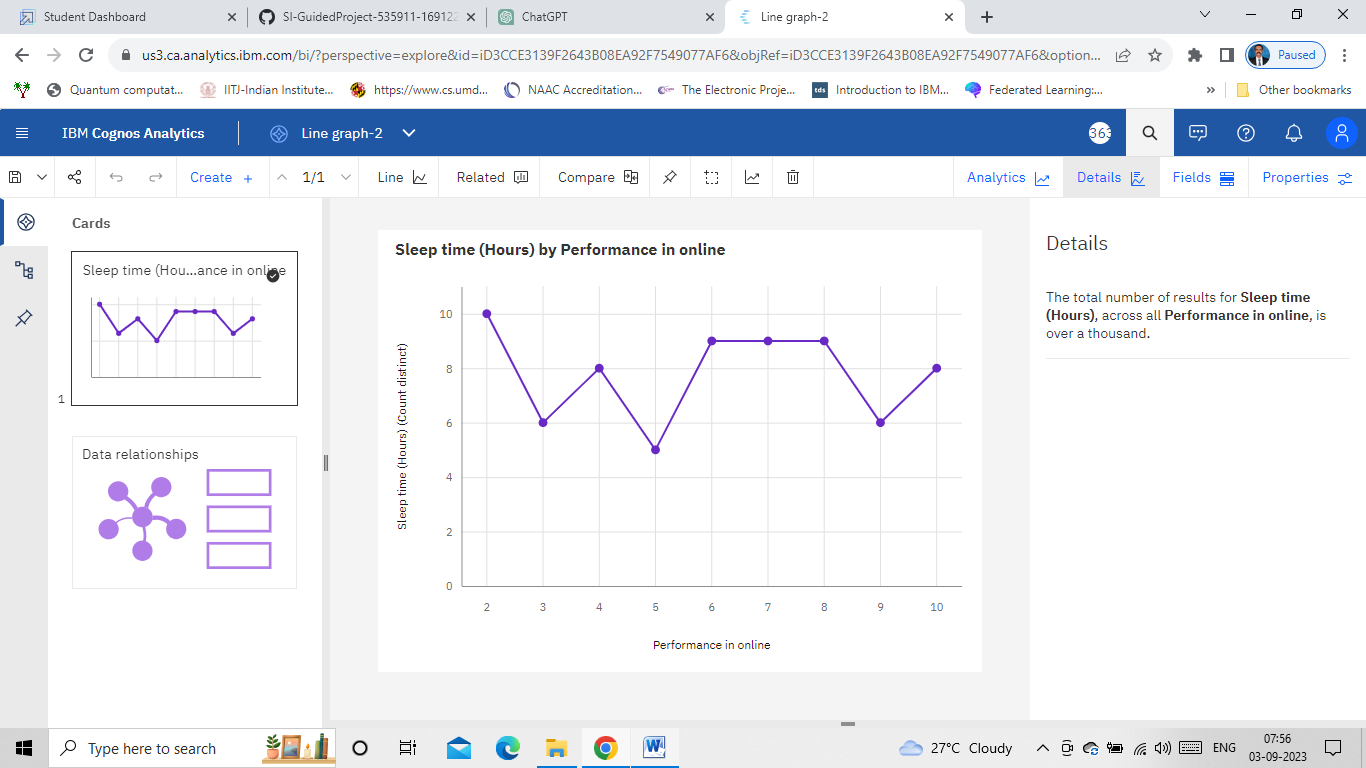 Student Dashboard
SI-GuidedProject-535911-169122
ChatGPT
Line graph-2
us3.ca.analytics.ibm.com/bi/?perspective=explore&id=iD3CCE3139F2643B08EA92F7549077AF6&objRef=iD3CCE3139F2643B08EA92F7549077AF6&option...
Paused
Quantum computat...
IITJ-Indian Institute...
https://www.cs.umd...
NAAC Accreditation...
The Electronic Proje...
tds
Introduction to IBM...
Federated Learning:...
»
Other bookmarks
IBM Cognos Analytics
Line graph-2
363
Create +
1/1
Line
Related
Compare
Analytics
Details
Fields
Properties
Cards
Sleep time (Hou...ance in online
1
Data relationships
Sleep time (Hours) by Performance in online
Sleep time (Hours) (Count distinct)
10
8
6
4
2
0
2 3 4 5 6 7 8 9 10
Performance in online
Details
The total number of results for Sleep time
(Hours), across all Performance in online, is
over a thousand.
Type here to search
27°C Cloudy
ENG
07:56
03-09-2023